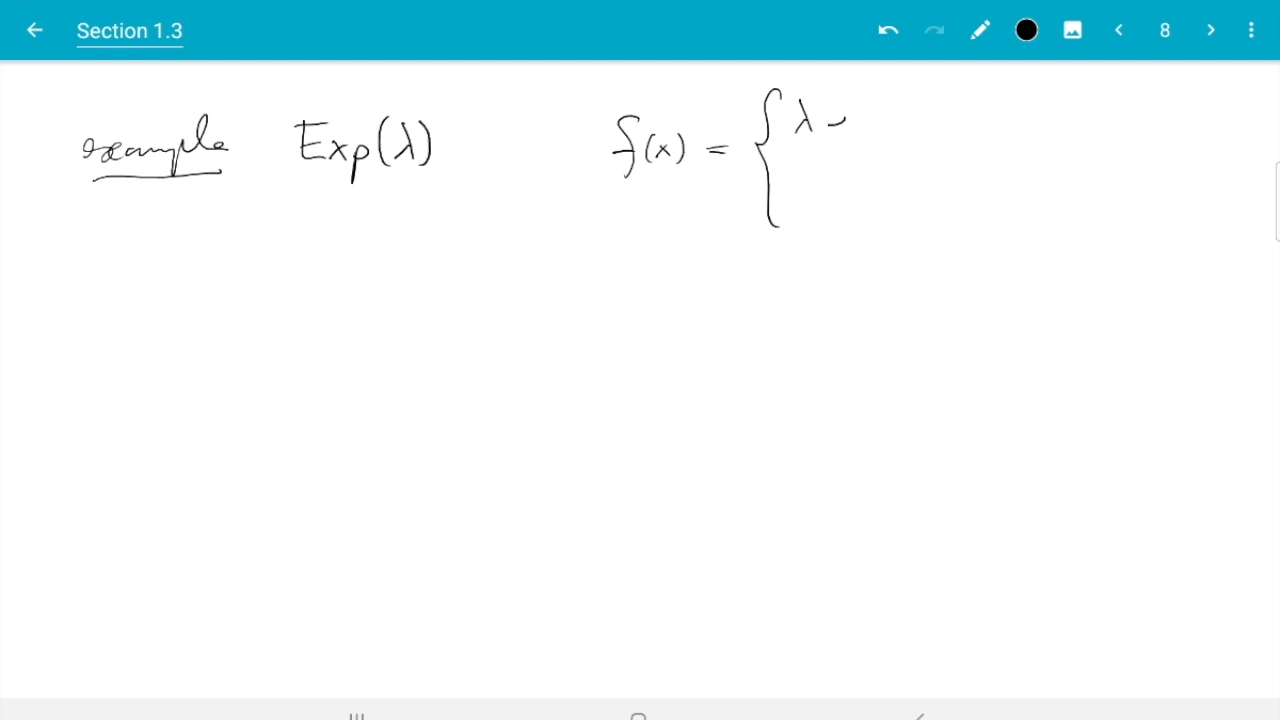 Section 1.3
8
example Exp(λ) f(x) = { λ